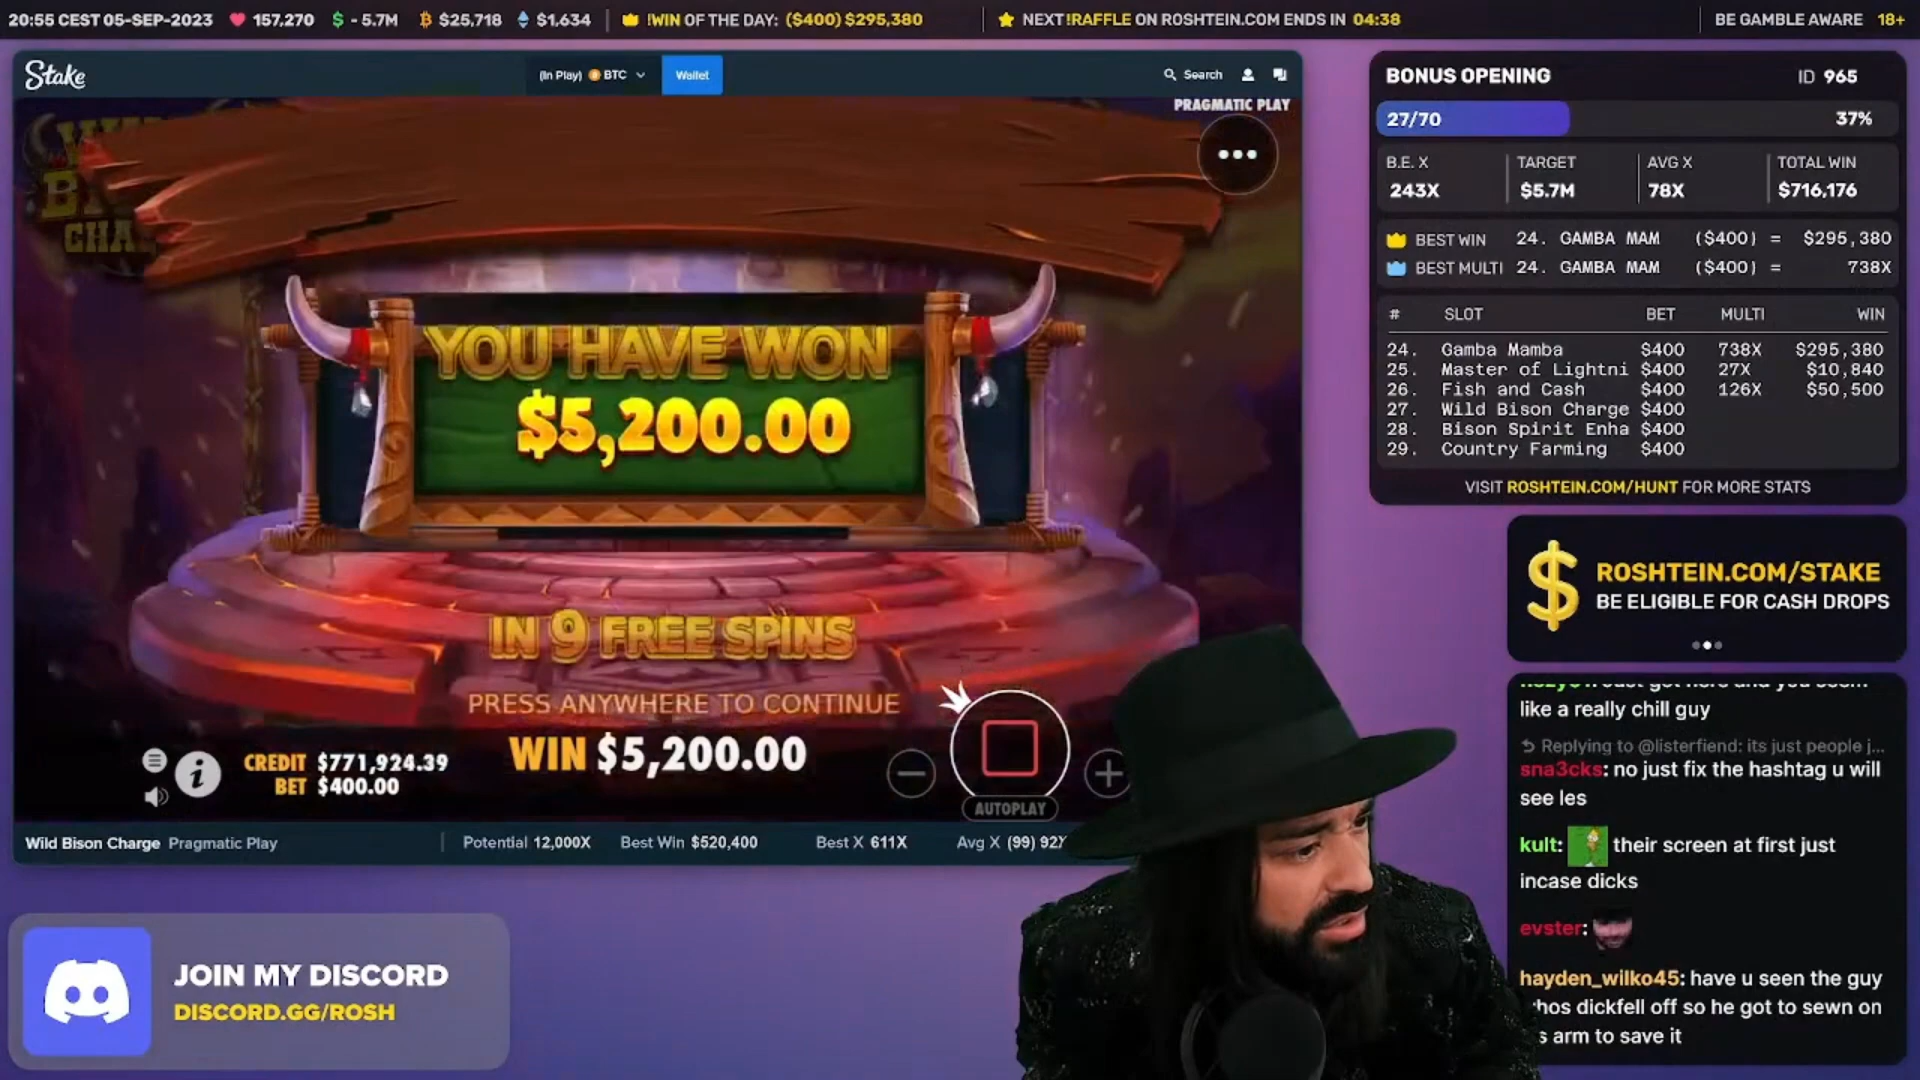 20:55 CEST 05-SEP-2023 157,270 $ - 5.7M $25,718 $1,634 !WIN OF THE DAY: ($400) $295,380 NEXT !RAFFLE ON ROSHTEIN.COM ENDS IN 04:38 BE GAMBLE AWARE 18+
Stake (In Play) BTC Wallet Search
PRAGMATIC PLAY
YOU HAVE WON
$5,200.00
IN 9 FREE SPINS
PRESS ANYWHERE TO CONTINUE
WIN $5,200.00
CREDIT $771,924.39
BET $400.00
AUTOPLAY
Wild Bison Charge Pragmatic Play Potential 12,000X Best Win $520,400 Best X 611X Avg X (99) 92X
JOIN MY DISCORD
DISCORD.GG/ROSH
BONUS OPENING ID 965
27/70 37%
B.E. X TARGET AVG X TOTAL WIN
243X $5.7M 78X $716,176
BEST WIN 24. GAMBA MAM ($400) = $295,380
BEST MULTI 24. GAMBA MAM ($400) = 738X
# SLOT BET MULTI WIN
24. Gamba Mamba $400 738X $295,380
25. Master of Lightni $400 27X $10,840
26. Fish and Cash $400 126X $50,500
27. Wild Bison Charge $400
28. Bison Spirit Enha $400
29. Country Farming $400
VISIT ROSHTEIN.COM/HUNT FOR MORE STATS
ROSHTEIN.COM/STAKE
BE ELIGIBLE FOR CASH DROPS
like a really chill guy
Replying to @listerfiend: its just people j...
sna3cks: no just fix the hashtag u will
see les
kult: their screen at first just
incase dicks
evster:
hayden_wilko45: have u seen the guy
hos dickfell off so he got to sewn on
s arm to save it